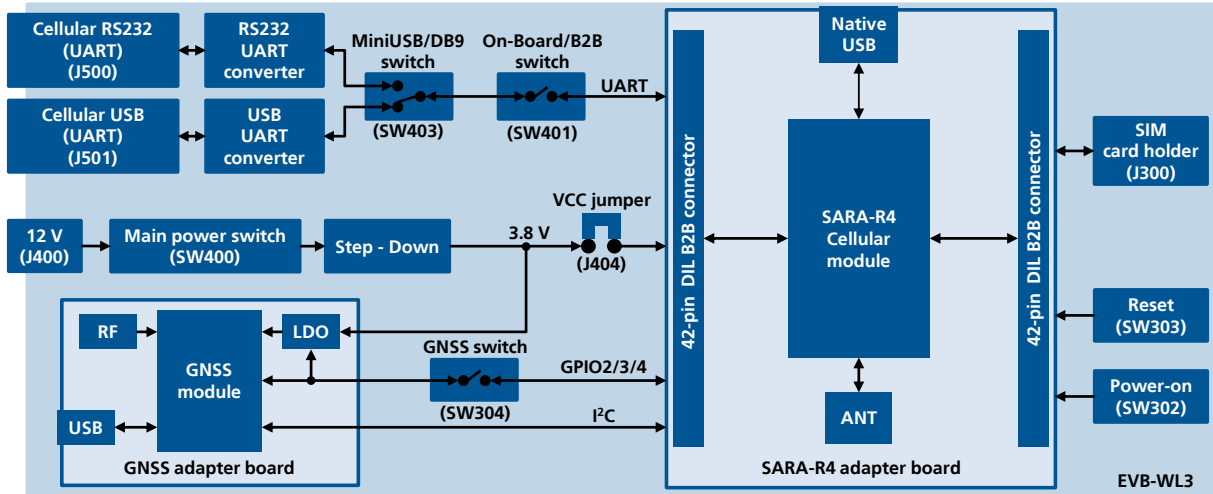 Cellular RS232
(UART)
(J500)
RS232
UART
converter
MiniUSB/DB9
switch
(SW403)
On-Board/B2B
switch
(SW401)
UART
Native
USB
Cellular USB
(UART)
(J501)
USB
UART
converter
42-pin DIL B2B connector
SARA-R4
Cellular
module
42-pin DIL B2B connector
SIM
card holder
(J300)
12 V
(J400)
Main power switch
(SW400)
Step - Down
3.8 V
VCC jumper
(J404)
Reset
(SW303)
Power-on
(SW302)
RF
GNSS
module
LDO
GNSS switch
(SW304)
GPIO2/3/4
USB
I²C
ANT
GNSS adapter board
SARA-R4 adapter board
EVB-WL3